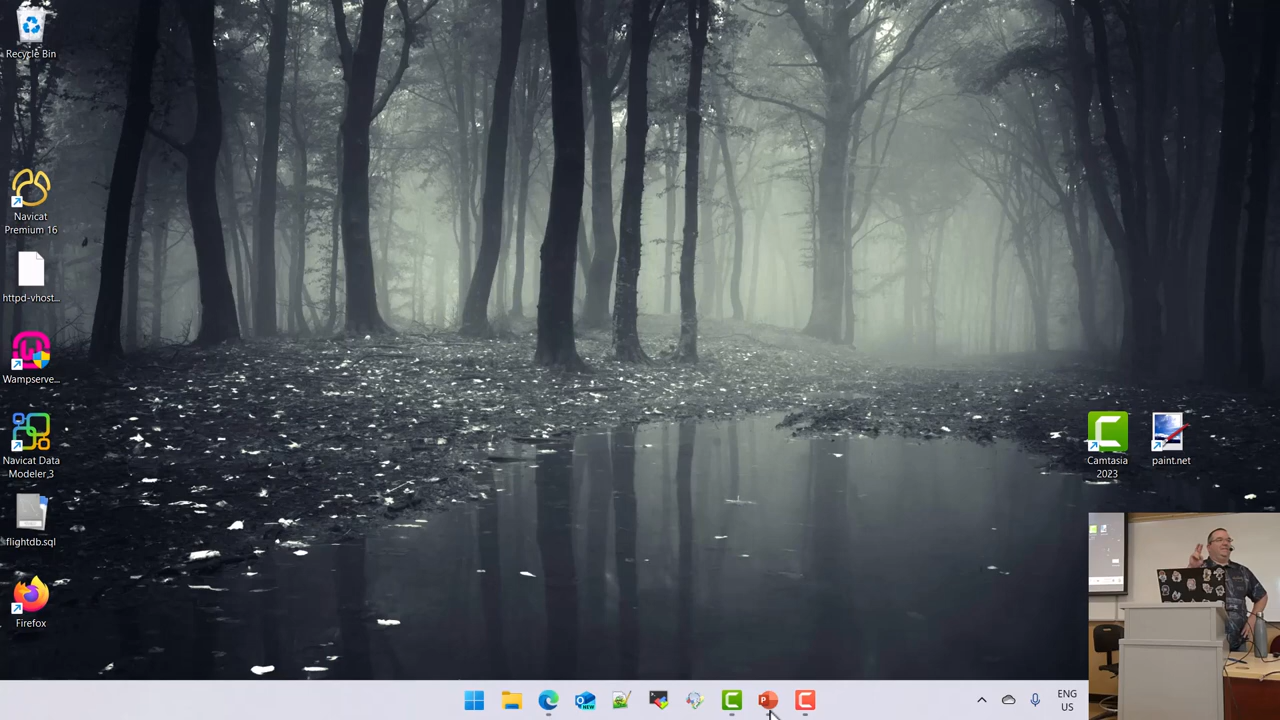 Recycle Bin
Navicat
Premium 16
httpd-vhost...
Wampserve...
Navicat Data
Modeler 3
flightdb.sql
Firefox
Camtasia
2023
paint.net
NEW
P
ENG
US